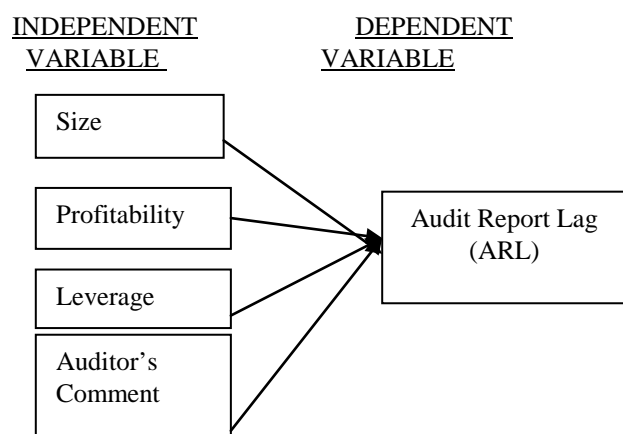 INDEPENDENT
VARIABLE
DEPENDENT
VARIABLE
Size
Profitability
Leverage
Auditor's
Comment
Audit Report Lag
(ARL)